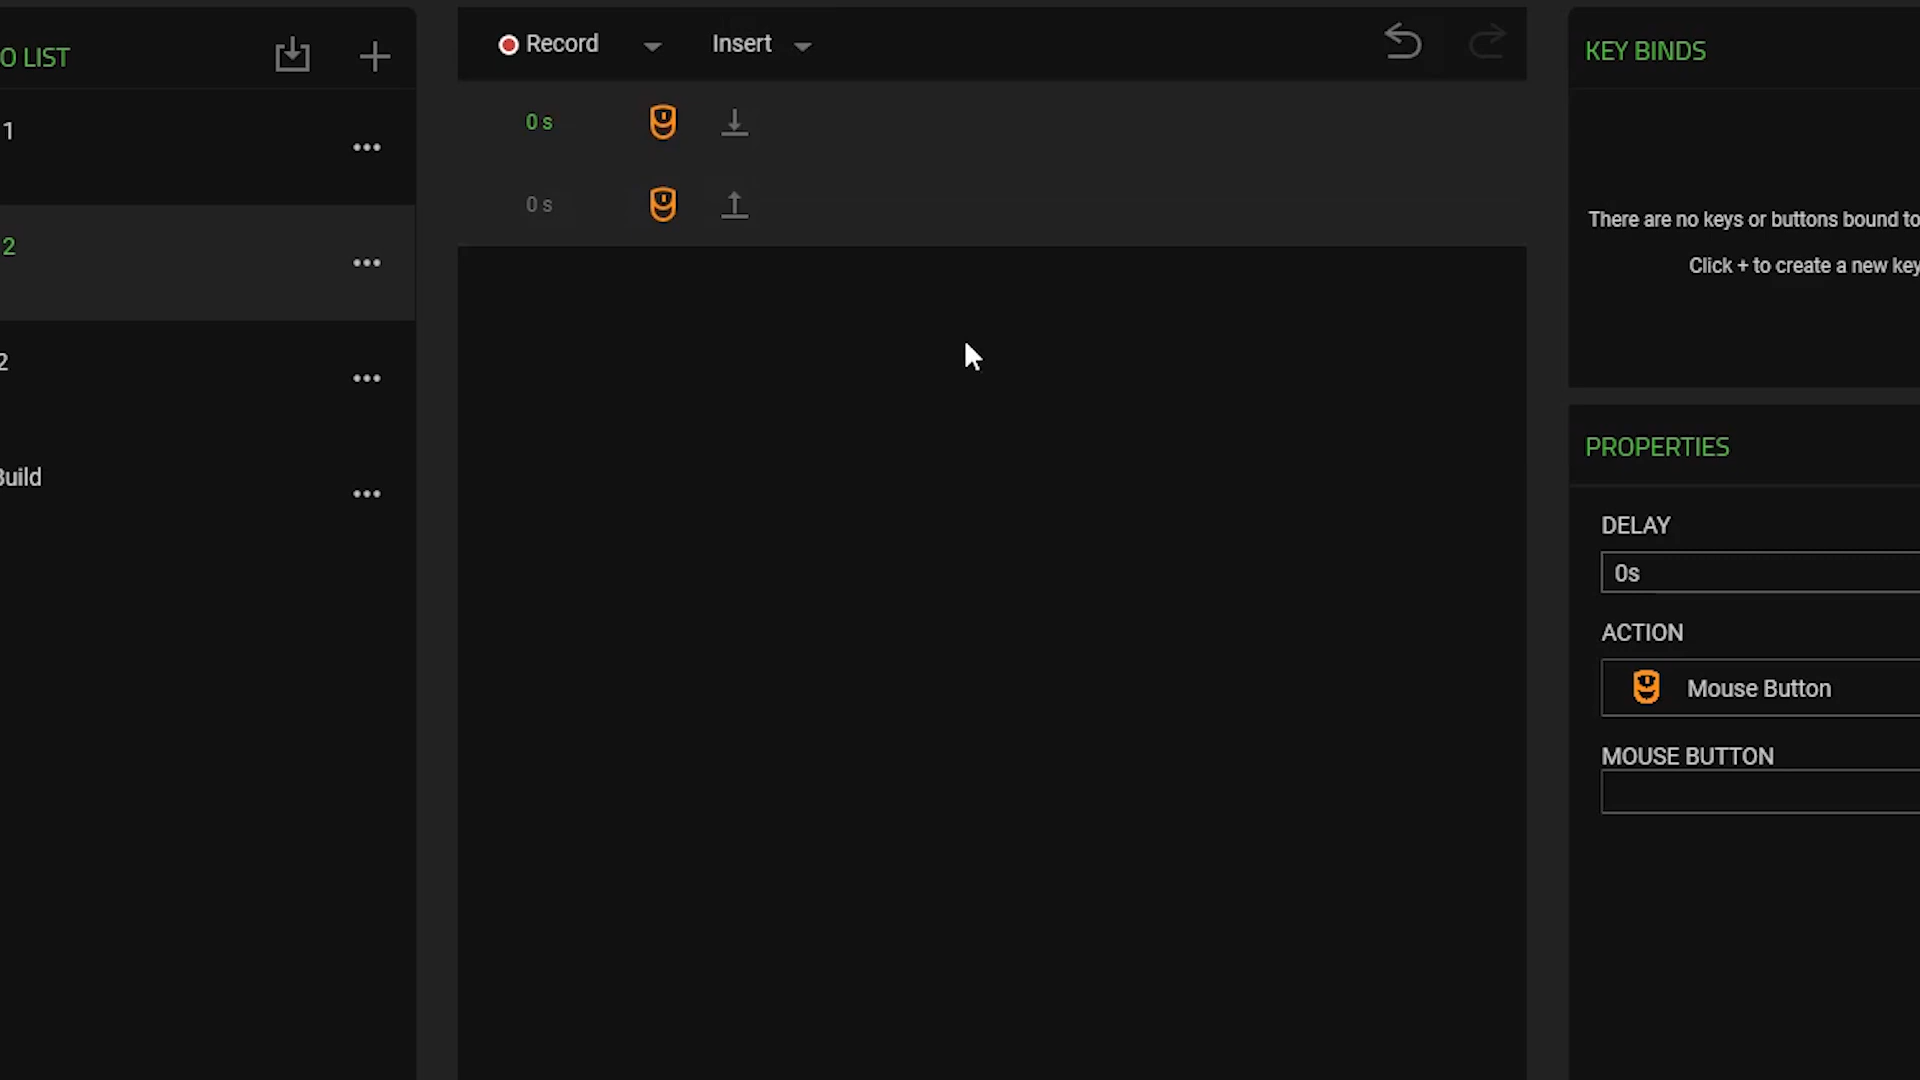 O LIST
1
2
2
Build
Record
Insert
0 s
0 s
KEY BINDS
There are no keys or buttons bound to
Click + to create a new key
PROPERTIES
DELAY
0s
ACTION
Mouse Button
MOUSE BUTTON